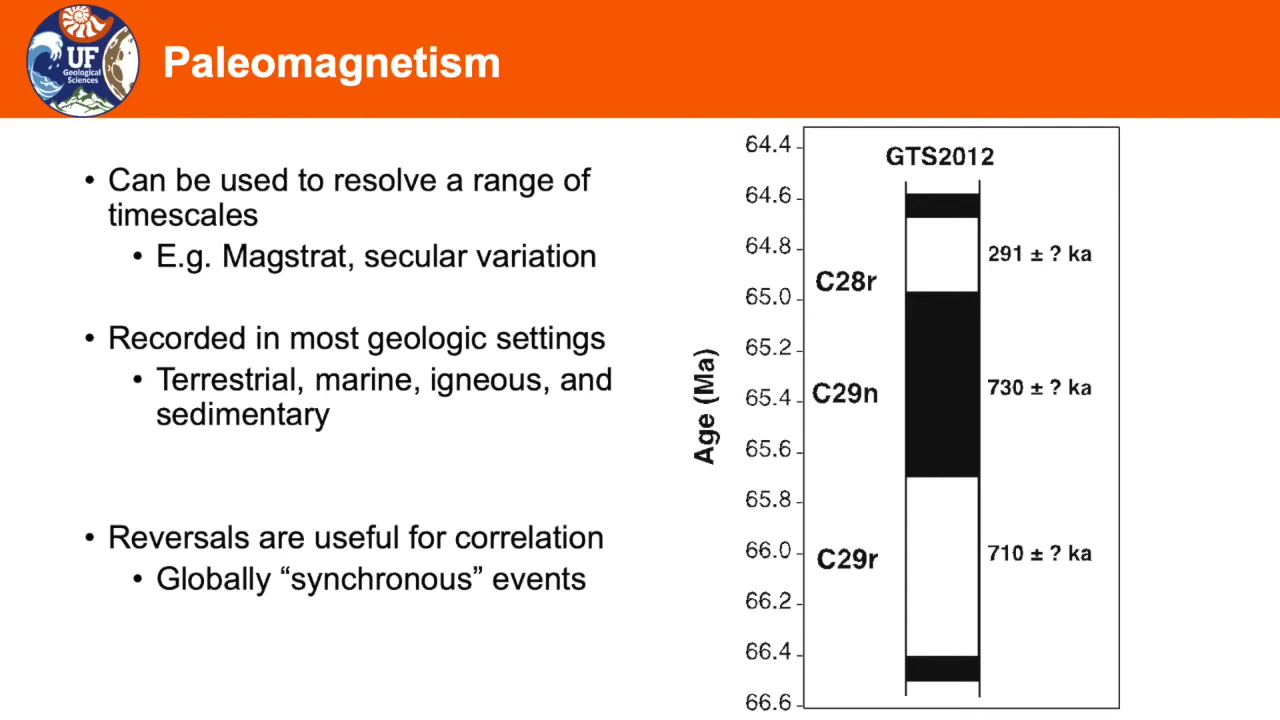 UF
Geological
Sciences
Paleomagnetism
• Can be used to resolve a range of
timescales
• E.g. Magstrat, secular variation
• Recorded in most geologic settings
• Terrestrial, marine, igneous, and
sedimentary
• Reversals are useful for correlation
• Globally “synchronous” events
Age (Ma)
64.4
64.6
64.8
65.0
65.2
65.4
65.6
65.8
66.0
66.2
66.4
66.6
GTS2012
C28r
C29n
C29r
291 ± ? ka
730 ± ? ka
710 ± ? ka